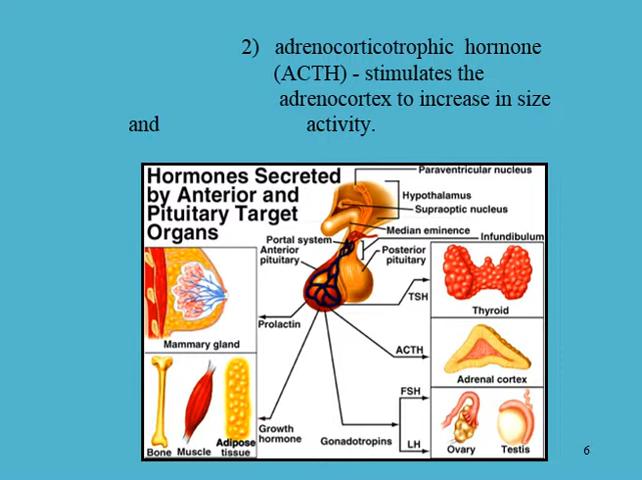 2) adrenocorticotrophic hormone
(ACTH) - stimulates the
adrenocortex to increase in size
and activity.
Hormones Secreted
by Anterior and
Pituitary Target
Organs
Paraventricular nucleus
Hypothalamus
Supraoptic nucleus
Median eminence
Infundibulum
Portal system
Anterior
pituitary
Posterior
pituitary
TSH
Thyroid
Prolactin
Mammary gland
ACTH
Adrenal cortex
FSH
Growth
hormone
Gonadotropins
LH
Bone
Muscle
Adipose
tissue
Ovary
Testis
6